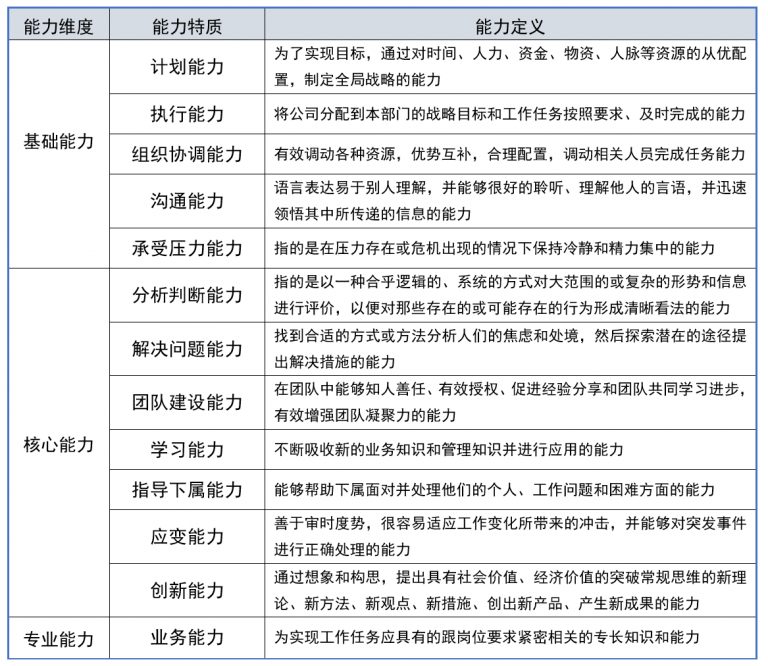 能力维度 能力特质 能力定义
基础能力
计划能力
为了实现目标，通过对时间、人力、资金、物资、人脉等资源的从优配
置，制定全局战略的能力
执行能力
将公司分配到本部门的战略目标和工作任务按照要求、及时完成的能力
组织协调能力
有效调动各种资源，优势互补，合理配置，调动相关人员完成任务能力
沟通能力
语言表达易于别人理解，并能够很好的聆听、理解他人的言语，并迅速
领悟其中所传递的信息的能力
承受压力能力
指的是在压力存在或危机出现的情况下保持冷静和精力集中的能力
核心能力
分析判断能力
指的是以一种合乎逻辑的、系统的方式对大范围的或复杂的形势和信息
进行评价，以便对那些存在的或可能存在的行为形成清晰看法的能力
解决问题能力
找到合适的方式或方法分析人们的焦虑和处境，然后探索潜在的途径提
出解决措施的能力
团队建设能力
在团队中能够知人善任、有效授权、促进经验分享和团队共同学习进步，
有效增强团队凝聚力的能力
学习能力
不断吸收新的业务知识和管理知识并进行应用的能力
指导下属能力
能够帮助下属面对并处理他们的个人、工作问题和困难方面的能力
应变能力
善于审时度势，很容易适应工作变化所带来的冲击，并能够对突发事件
进行正确处理的能力
创新能力
通过想象和构思，提出具有社会价值、经济价值的突破常规思维的新理
论、新方法、新观点、新措施、创出新产品、产生新成果的能力
专业能力
业务能力
为实现工作任务应具有的跟岗位要求紧密相关的专长知识和能力